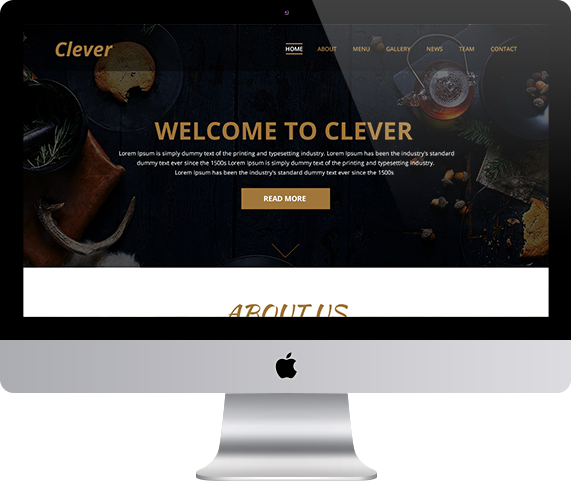 Clever
HOME ABOUT MENU GALLERY NEWS TEAM CONTACT
WELCOME TO CLEVER
Lorem Ipsum is simply dummy text of the printing and typesetting industry. Lorem Ipsum has been the industry's standard
dummy text ever since the 1500s Lorem Ipsum is simply dummy text of the printing and typesetting industry.
Lorem Ipsum has been the industry's standard dummy text ever since the 1500s
READ MORE
ABOUT US